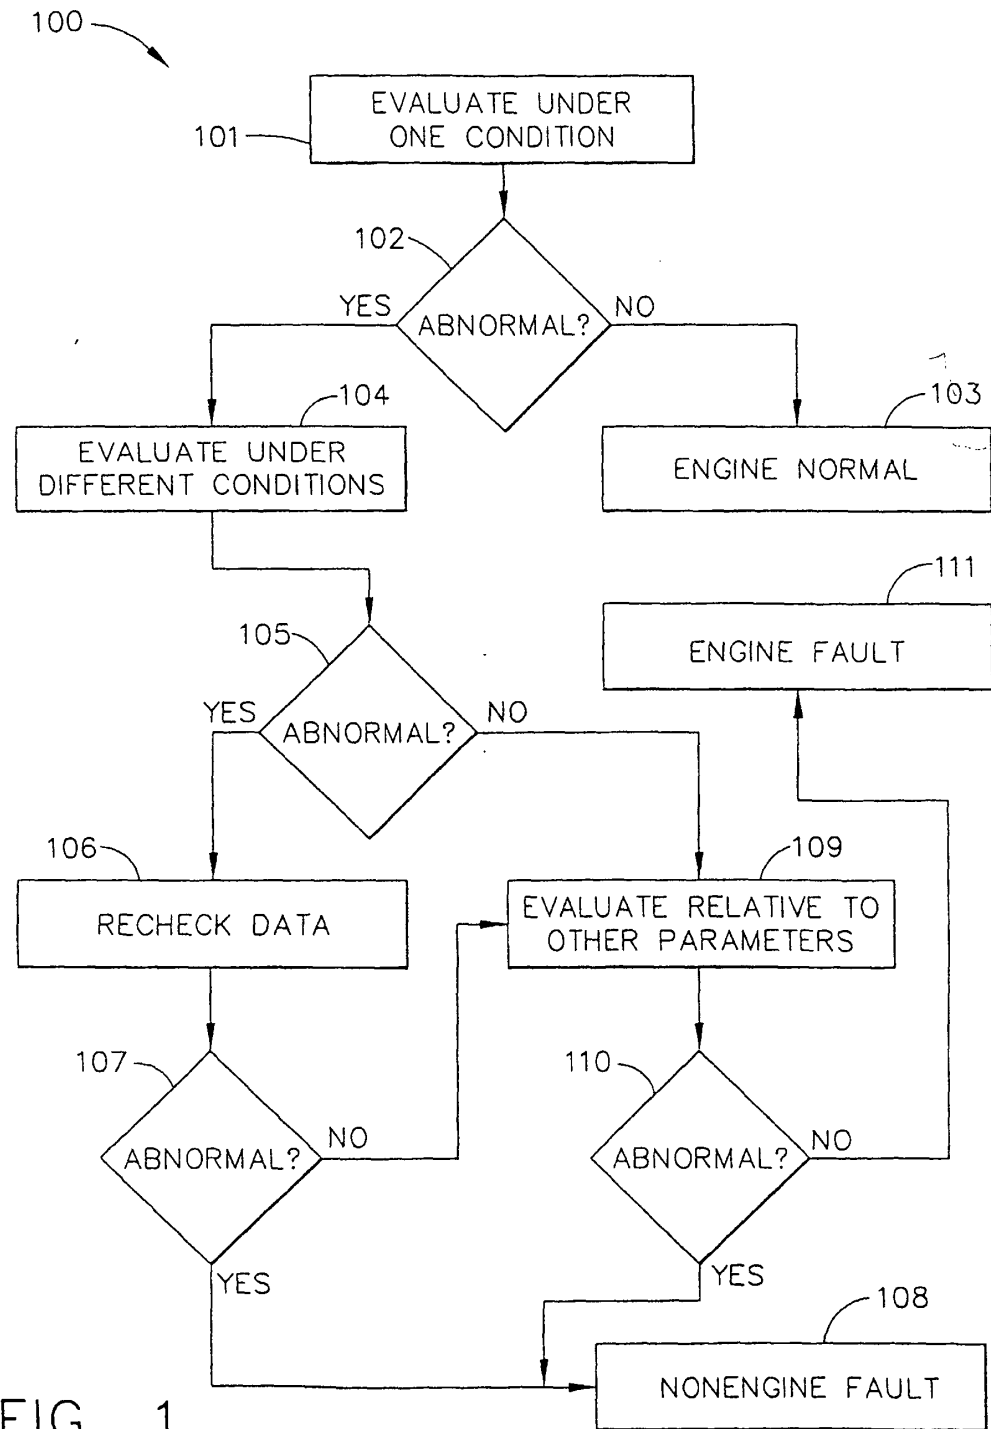 100
EVALUATE UNDER
ONE CONDITION
101
102
YES
ABNORMAL?
NO
104
103
EVALUATE UNDER
DIFFERENT CONDITIONS
ENGINE NORMAL
111
105
ENGINE FAULT
YES
ABNORMAL?
NO
106
109
RECHECK DATA
EVALUATE RELATIVE TO
OTHER PARAMETERS
107
110
ABNORMAL?
NO
ABNORMAL?
NO
YES
YES
108
NONENGINE FAULT
FIG. 1